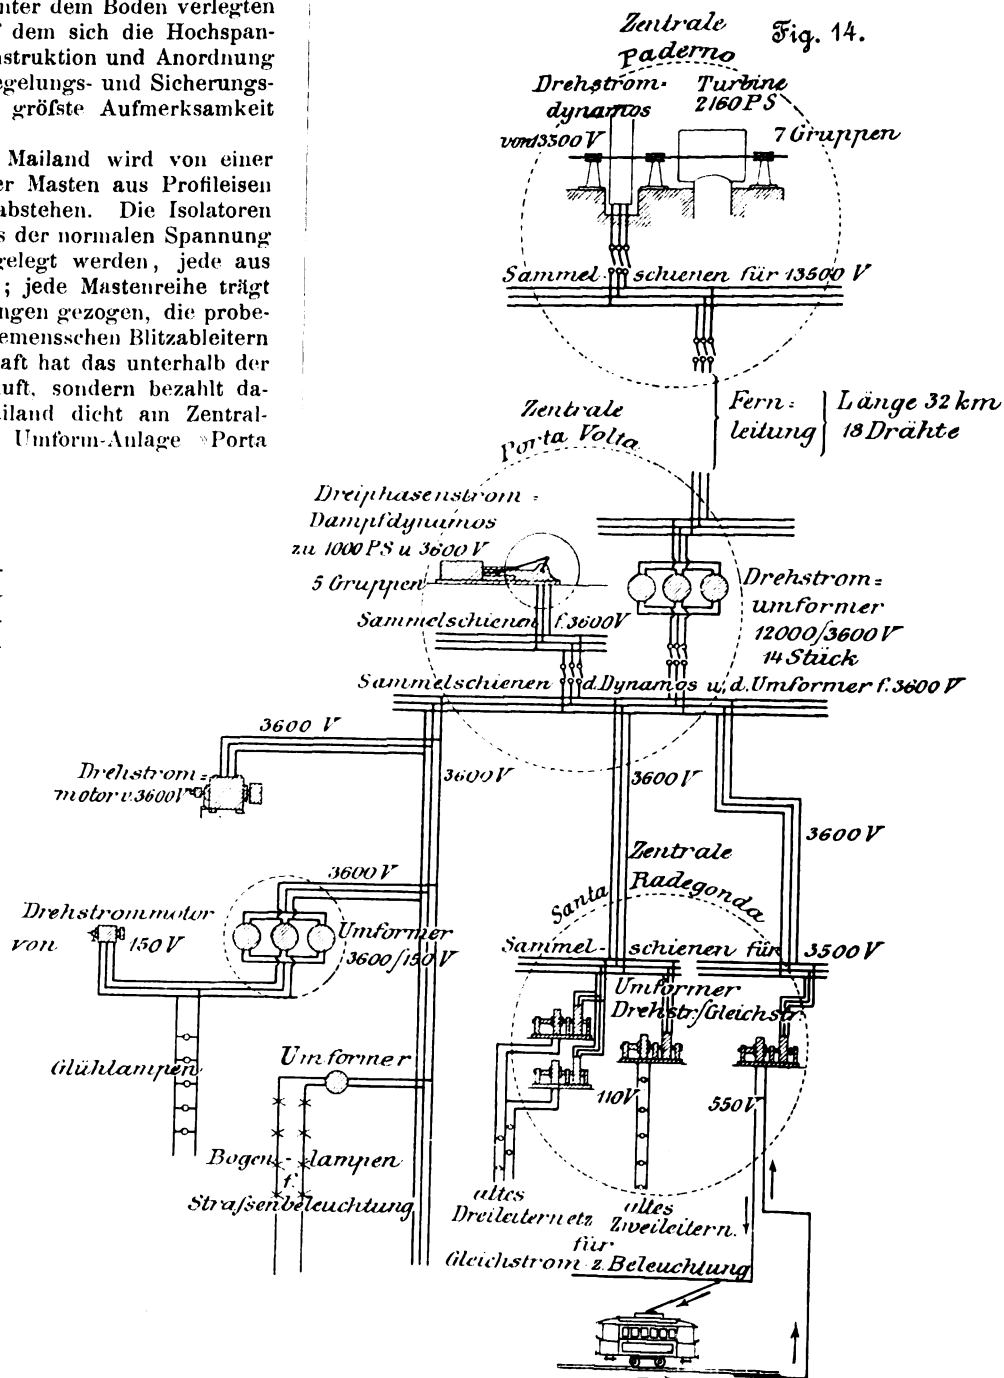 unter dem Boden verlegten
f dem sich die Hochspan-
nstruktion und Anordnung
egelungs- und Sicherungs-
größte Aufmerksamkeit
Mailand wird von einer
er Masten aus Profileisen
abstehen. Die Isolatoren
s der normalen Spannung
gelegt werden, jede aus
; jede Mastenreihe trägt
ngen gezogen, die probe-
emensschen Blitzableitern
aft hat das unterhalb der
uft, sondern bezahlt da-
iland dicht am Zentral-
Umform-Anlage »Porta
Fig. 14.
Zentrale
Paderno
Drehstrom-
dynamos
von 13500 V
Turbine
2160 PS
7 Gruppen
Sammel-schienen für 13500 V
Fern-
leitung
Länge 32 km
18 Drähte
Zentrale
Porta Volta
Dreiphasenstrom-
Dampfdynamos
zu 1000 PS u 3600 V
5 Gruppen
Sammelschienen f. 3600 V
Drehstrom-
umformer
12000/3600 V
14 Stück
Sammelschienen d. Dynamos u. d. Umformer f. 3600 V
3600 V
Drehstrom-
motor v. 3600 V
3600 V
3600 V
3600 V
3600 V
Drehstrommotor
von 150 V
Umformer
3600/150 V
Glühlampen
Umformer
Bogen-lampen
f.
Straßenbeleuchtung
Zentrale
Santa Radegonda
Sammel-schienen für 3500 V
Umformer
Drehstr./Gleichstr.
110 V
550 V
altes
Dreileiternetz
altes
Zweileitern.
für
Gleichstrom z. Beleuchtung